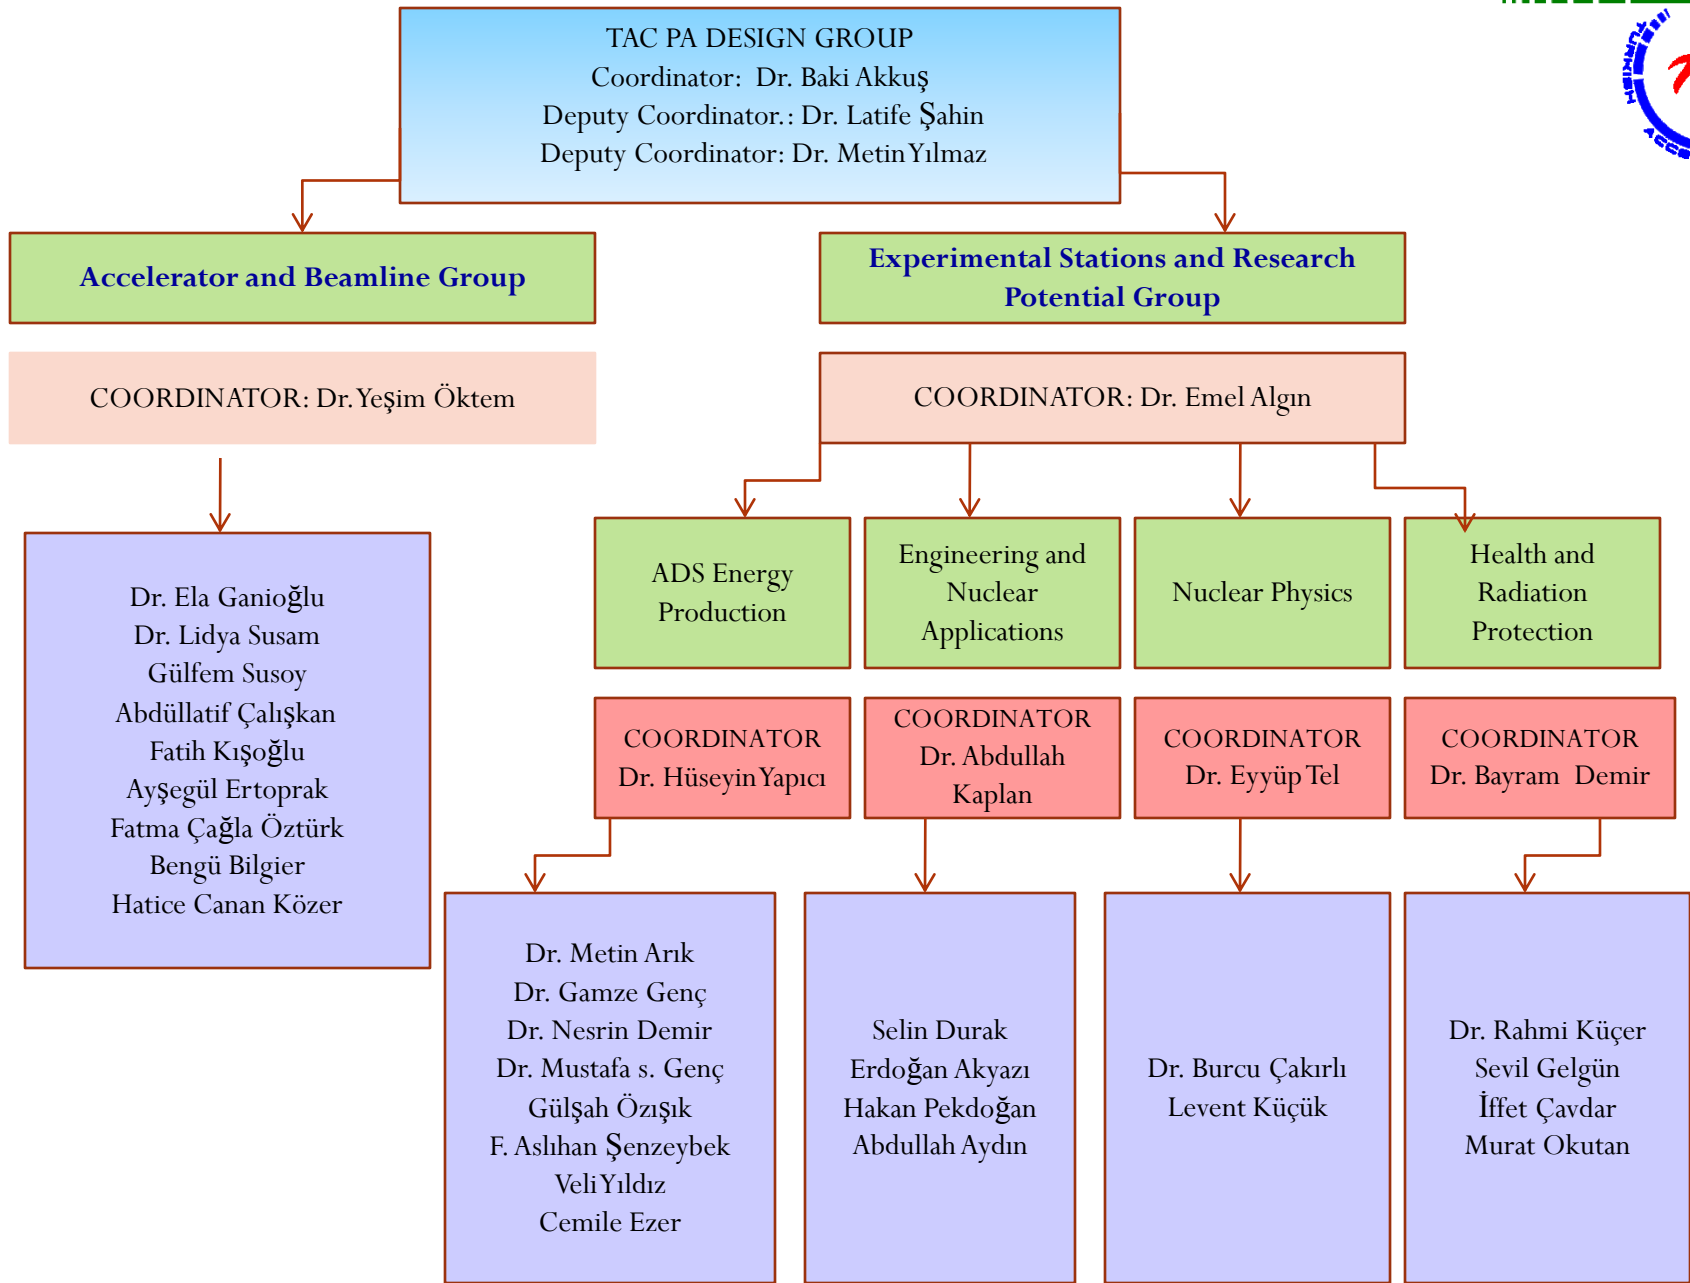 TAC PA DESIGN GROUP
Coordinator: Dr. Baki Akkuş
Deputy Coordinator.: Dr. Latife Şahin
Deputy Coordinator: Dr. Metin Yılmaz
TURKISH
Accelerator and Beamline Group
Experimental Stations and Research
Potential Group
COORDINATOR: Dr. Yeşim Öktem
COORDINATOR: Dr. Emel Algın
Dr. Ela Ganioğlu
Dr. Lidya Susam
Gülfem Susoy
Abdüllatif Çalışkan
Fatih Kışoğlu
Ayşegül Ertoprak
Fatma Çağla Öztürk
Bengü Bilgier
Hatice Canan Közer
ADS Energy
Production
Engineering and
Nuclear
Applications
Nuclear Physics
Health and
Radiation
Protection
COORDINATOR
Dr. Hüseyin Yapıcı
COORDINATOR
Dr. Abdullah
Kaplan
COORDINATOR
Dr. Eyyüp Tel
COORDINATOR
Dr. Bayram Demir
Dr. Metin Arık
Dr. Gamze Genç
Dr. Nesrin Demir
Dr. Mustafa s. Genç
Gülşah Özışık
F. Aslıhan Şenzeybek
Veli Yıldız
Cemile Ezer
Selin Durak
Erdoğan Akyazı
Hakan Pekdoğan
Abdullah Aydın
Dr. Burcu Çakırlı
Levent Küçük
Dr. Rahmi Küçer
Sevil Gelgün
İffet Çavdar
Murat Okutan